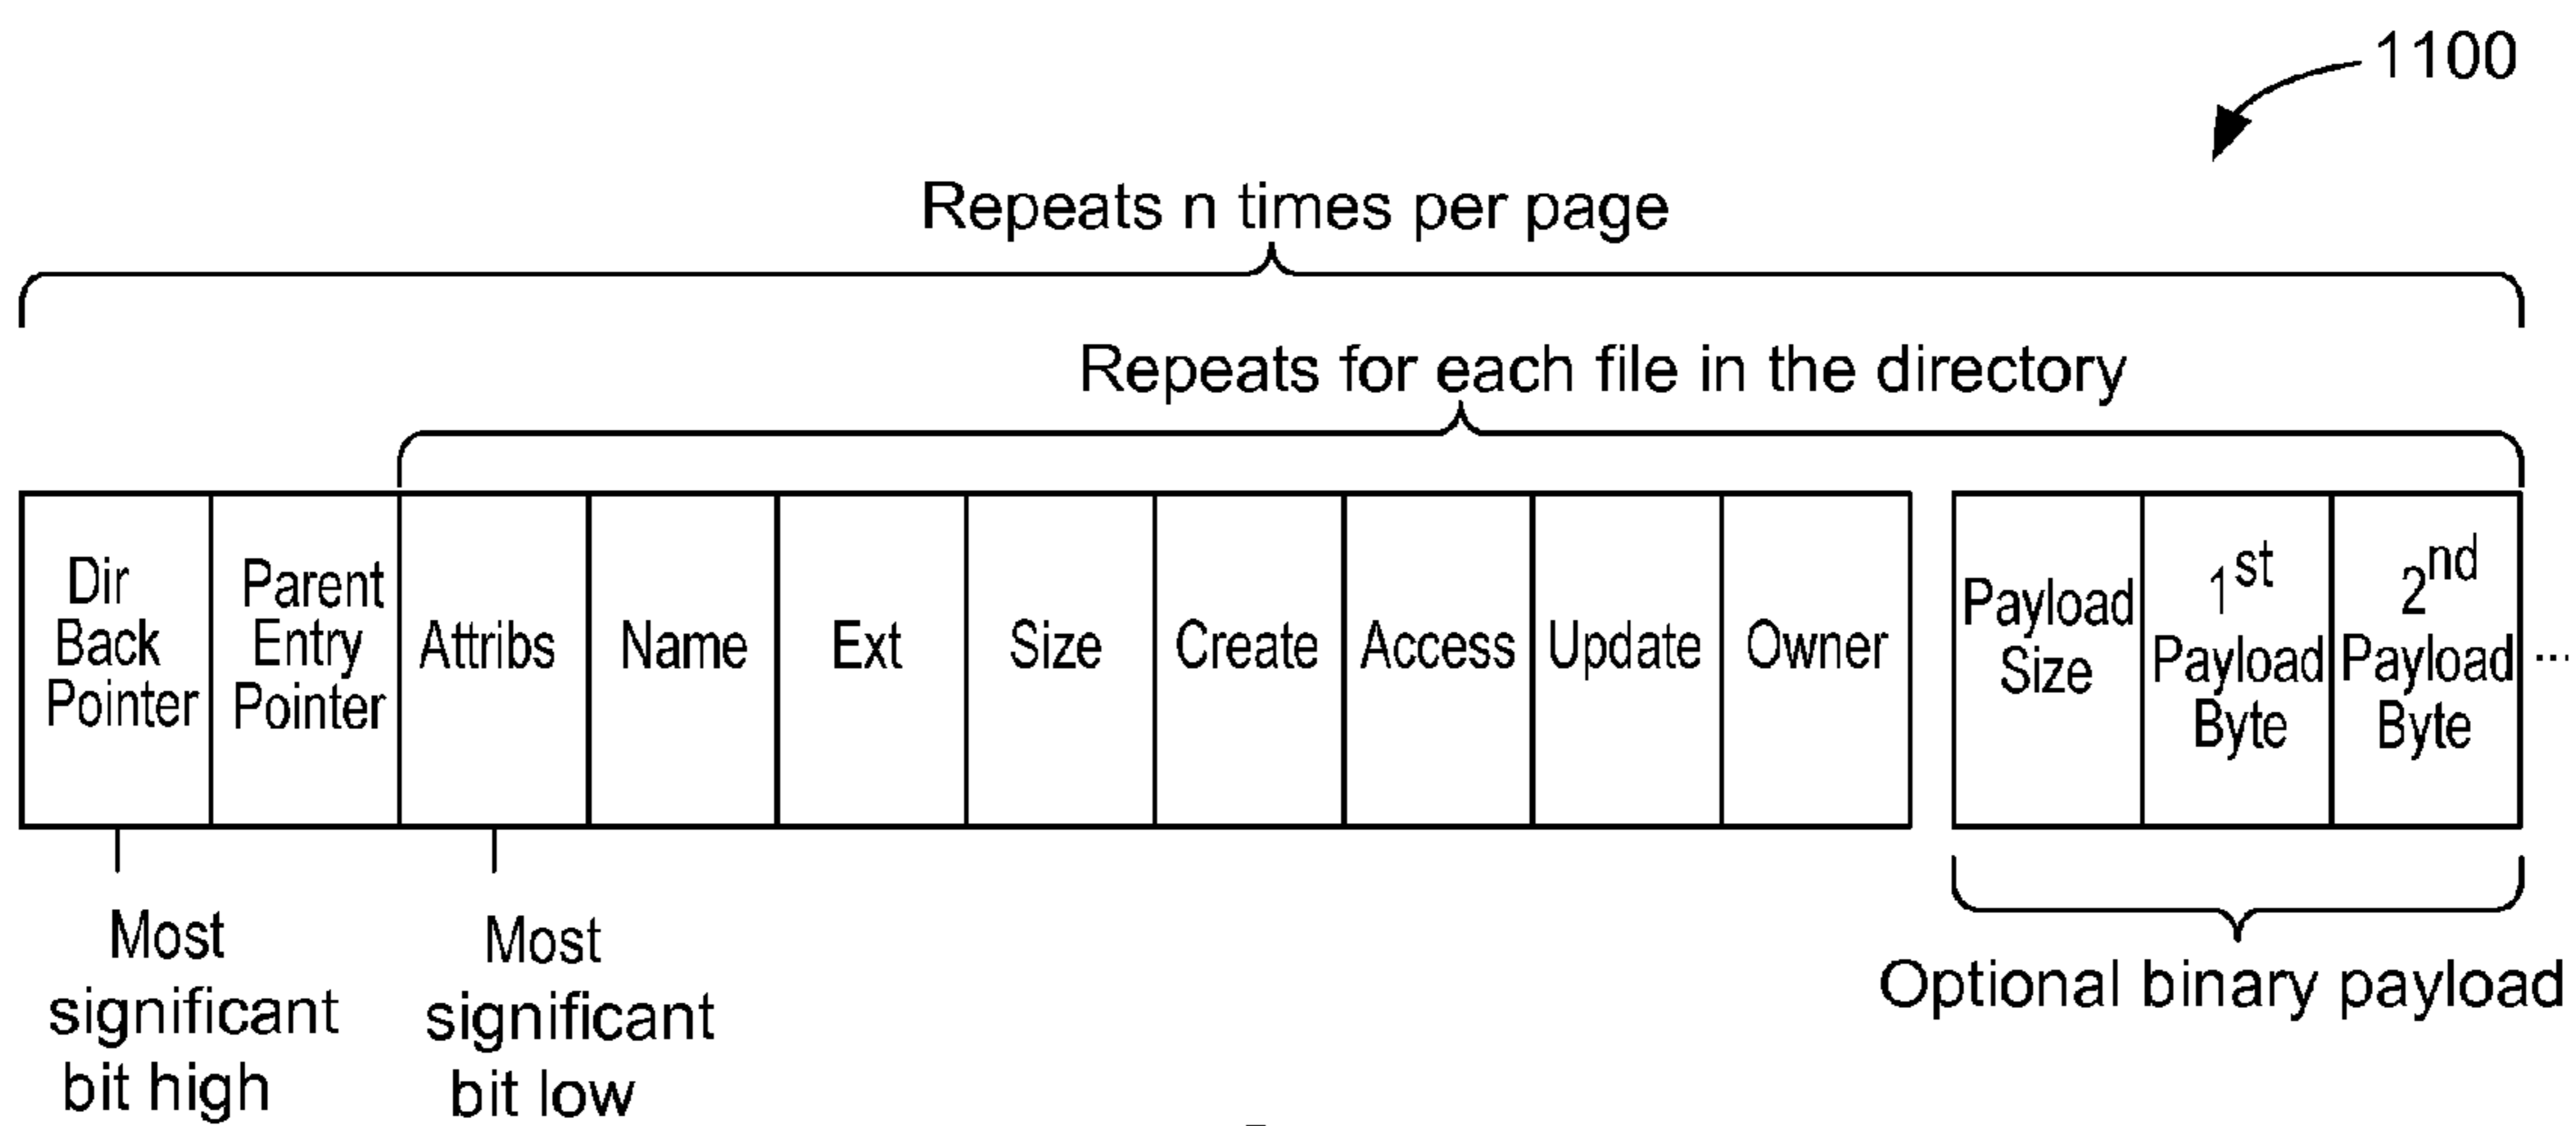 1100
Repeats n times per page
Repeats for each file in the directory
Dir
Back
Pointer
Parent
Entry
Pointer
Attribs
Name
Ext
Size
Create
Access
Update
Owner
Payload
Size
1st
Payload
Byte
2nd
Payload
Byte
...
Most
significant
bit high
Most
significant
bit low
Optional binary payload